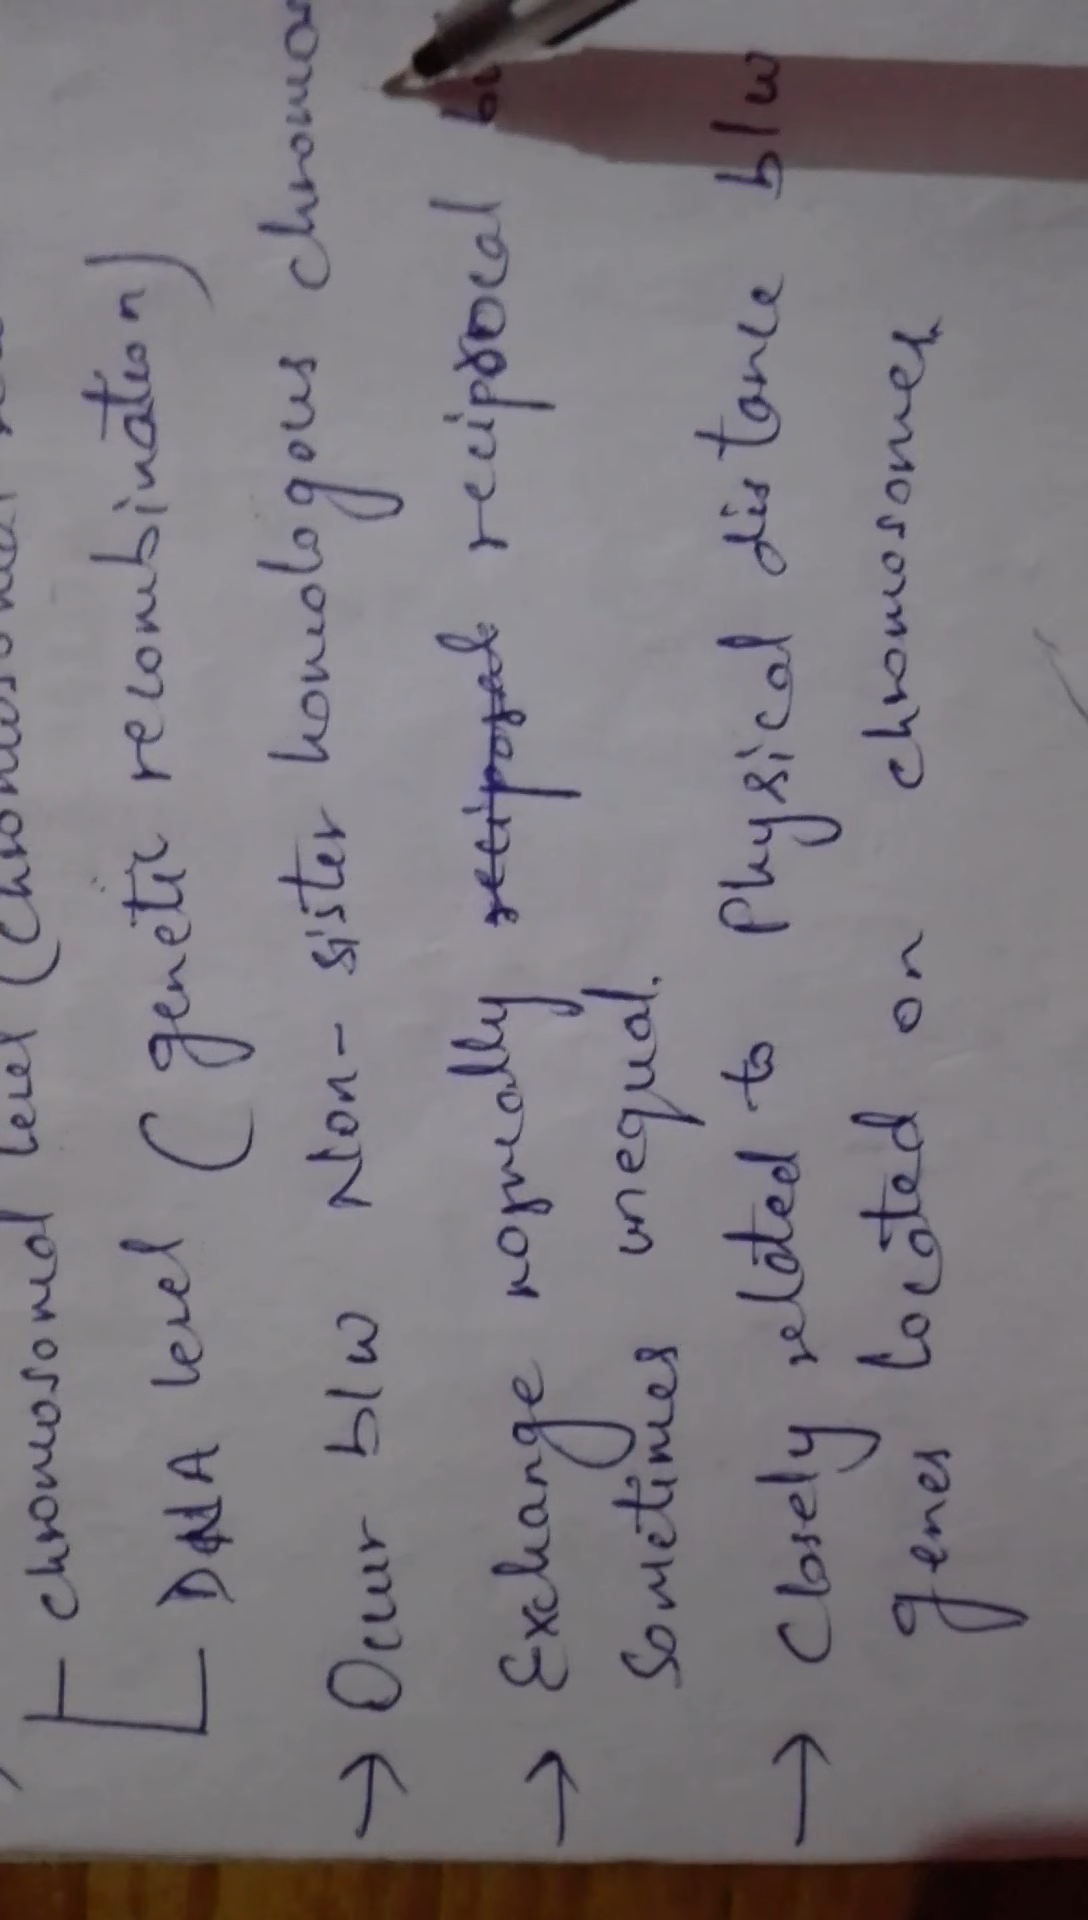 chromosomal level (chromosomal
DNA level (genetic recombination)
→ Occur b/w Non-sister homologous chromos
→ Exchange normally reciprocal
Sometimes unequal.
→ Closely related to Physical distance b/w
genes located on chromosomes